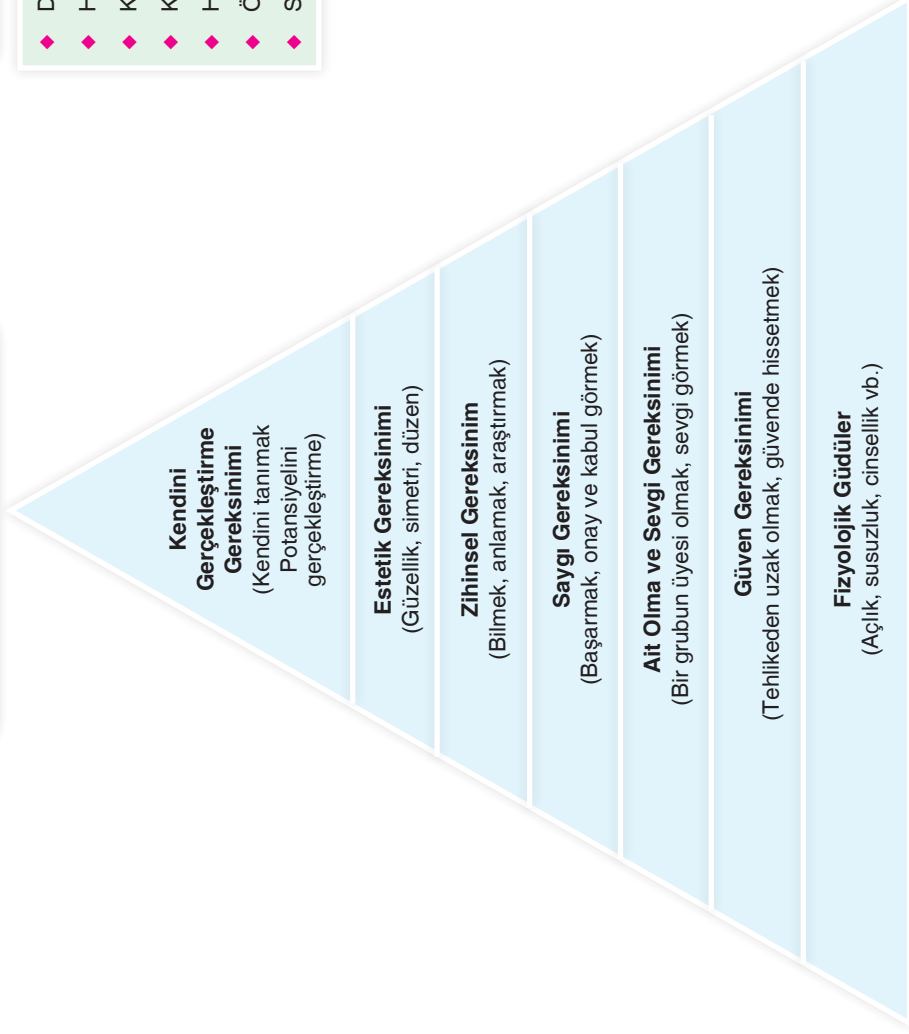 Kendini
Gerçekleştirme
Gereksinimi
(Kendini tanımak
Potansiyelini
gerçekleştirme)
Estetik Gereksinimi
(Güzellik, simetri, düzen)
Zihinsel Gereksinim
(Bilmek, anlamak, araştırmak)
Saygı Gereksinimi
(Başarmak, onay ve kabul görmek)
Ait Olma ve Sevgi Gereksinimi
(Bir grubun üyesi olmak, sevgi görmek)
Güven Gereksinimi
(Tehlikeden uzak olmak, güvende hissetmek)
Fizyolojik Güdüler
(Açlık, susuzluk, cinsellik vb.)